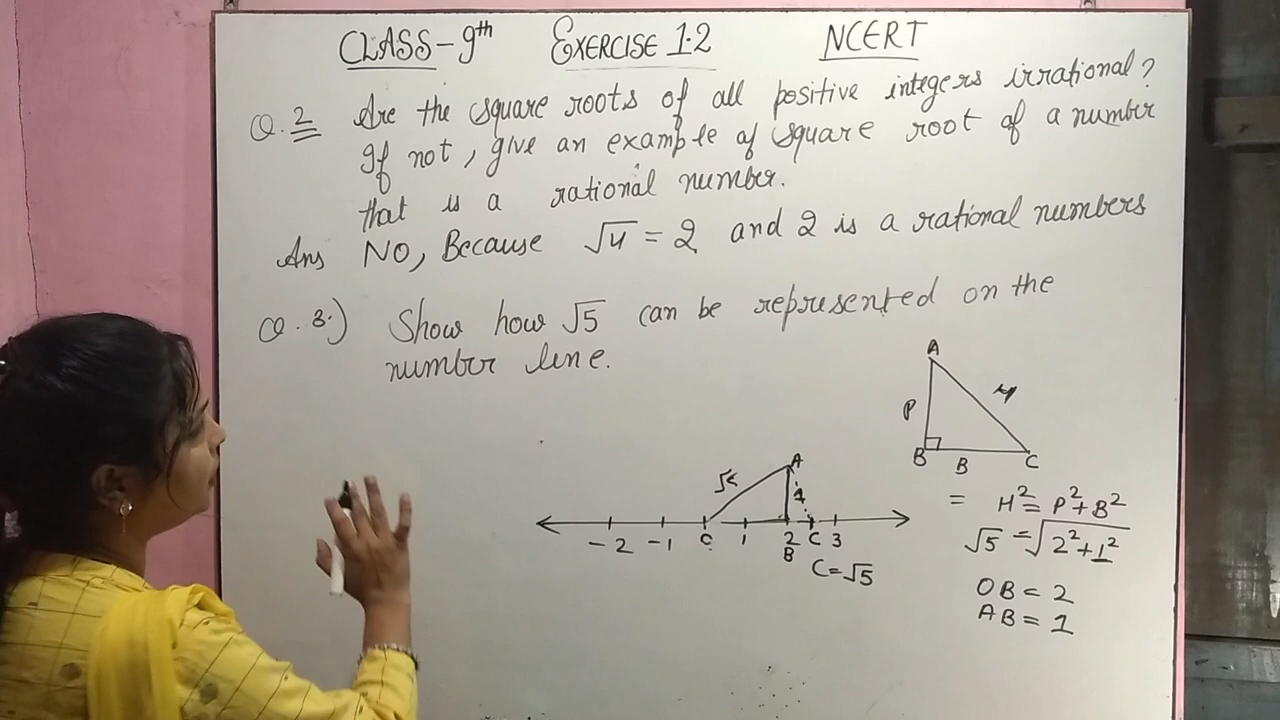 CLASS-9th EXERCISE 1.2 NCERT
Q.2 Are the square roots of all positive integers irrational?
If not, give an example of square root of a number
that is a rational number.
Ans NO, Because √4 = 2 and 2 is a rational numbers
Q.3.) Show how √5 can be represented on the
number line.
A
P H
B B C
√5 A
1
-2 -1 0 1 2 C 3
B
C=√5
= H²= P²+B²
√5 =√2²+1²
OB = 2
AB = 1